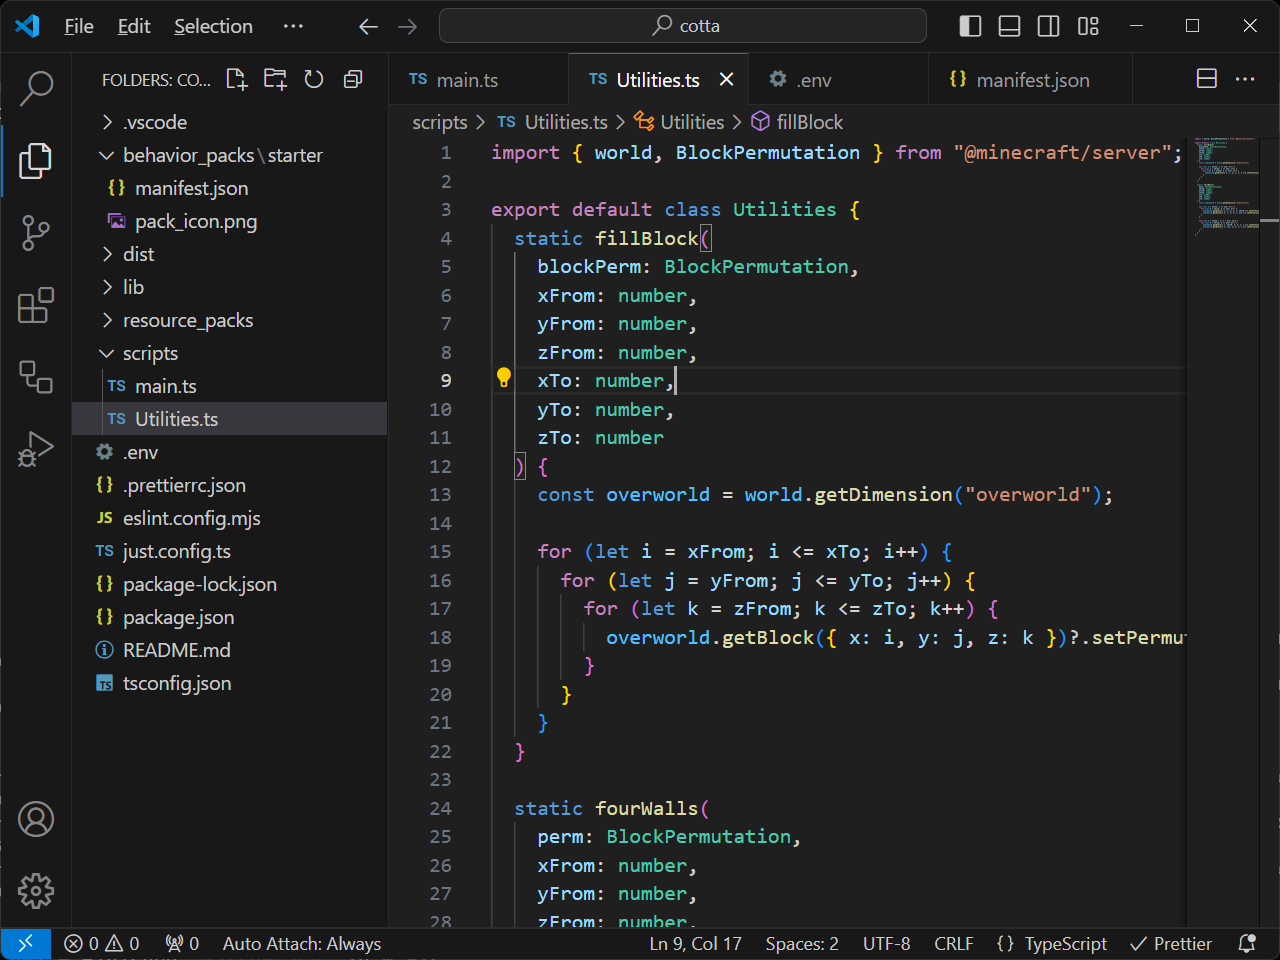 File Edit Selection ··· cotta
FOLDERS: CO...
.vscode
behavior_packs\starter
{} manifest.json
pack_icon.png
dist
lib
resource_packs
scripts
TS main.ts
TS Utilities.ts
.env
{} .prettierrc.json
JS eslint.config.mjs
TS just.config.ts
{} package-lock.json
{} package.json
README.md
TS tsconfig.json
TS main.ts TS Utilities.ts .env {} manifest.json ···
scripts > TS Utilities.ts > Utilities > fillBlock
1 import { world, BlockPermutation } from "@minecraft/server";
2
3 export default class Utilities {
4 static fillBlock(
5 blockPerm: BlockPermutation,
6 xFrom: number,
7 yFrom: number,
8 zFrom: number,
9 xTo: number,
10 yTo: number,
11 zTo: number
12 ) {
13 const overworld = world.getDimension("overworld");
14
15 for (let i = xFrom; i <= xTo; i++) {
16 for (let j = yFrom; j <= yTo; j++) {
17 for (let k = zFrom; k <= zTo; k++) {
18 overworld.getBlock({ x: i, y: j, z: k })?.setPermu
19 }
20 }
21 }
22 }
23
24 static fourWalls(
25 perm: BlockPermutation,
26 xFrom: number,
27 yFrom: number,
28 zFrom: number,
0 0 0 Auto Attach: Always Ln 9, Col 17 Spaces: 2 UTF-8 CRLF {} TypeScript Prettier